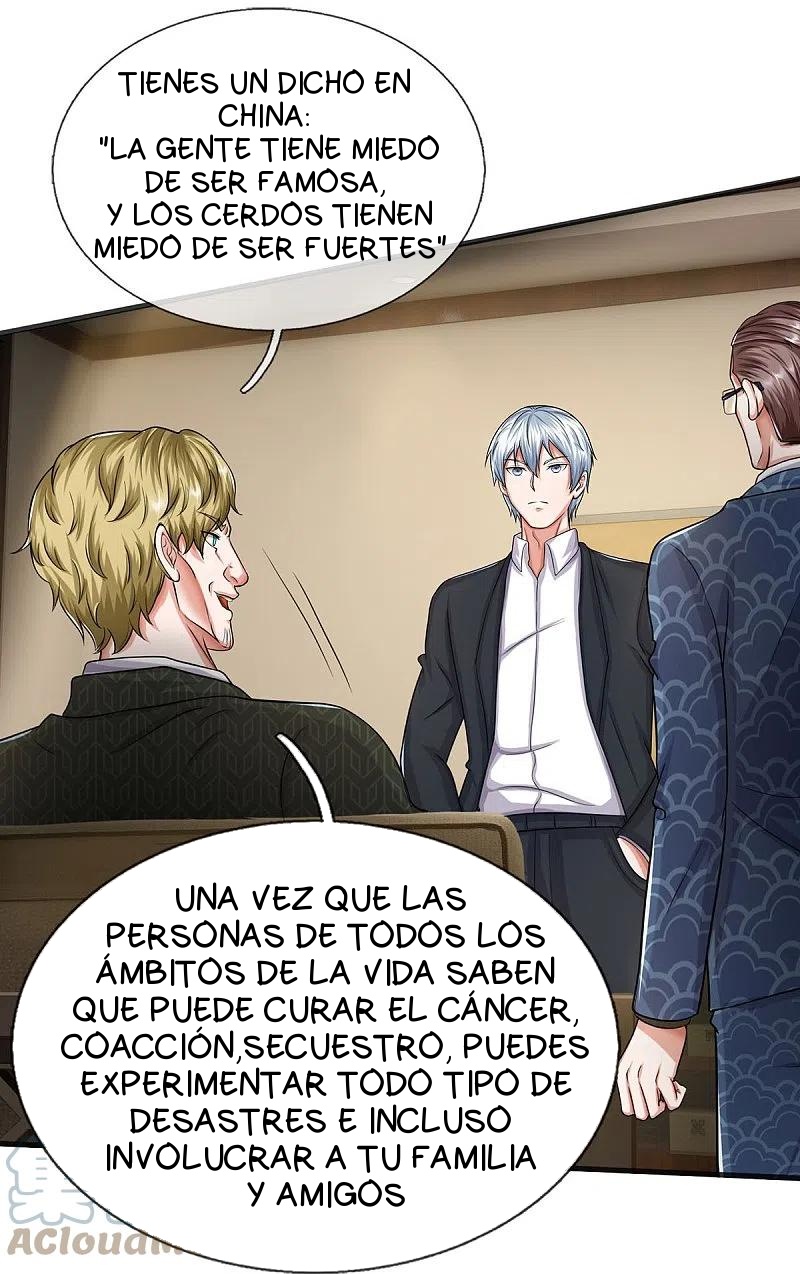 TIENES UN DICHO EN
CHINA:
"LA GENTE TIENE MIEDO
DE SER FAMOSA,
Y LOS CERDOS TIENEN
MIEDO DE SER FUERTES"
UNA VEZ QUE LAS
PERSONAS DE TODOS LOS
ÁMBITOS DE LA VIDA SABEN
QUE PUEDE CURAR EL CÁNCER,
COACCIÓN,SECUESTRO, PUEDES
EXPERIMENTAR TODO TIPO DE
DESASTRES E INCLUSO
INVOLUCRAR A TU FAMILIA
Y AMIGOS
集